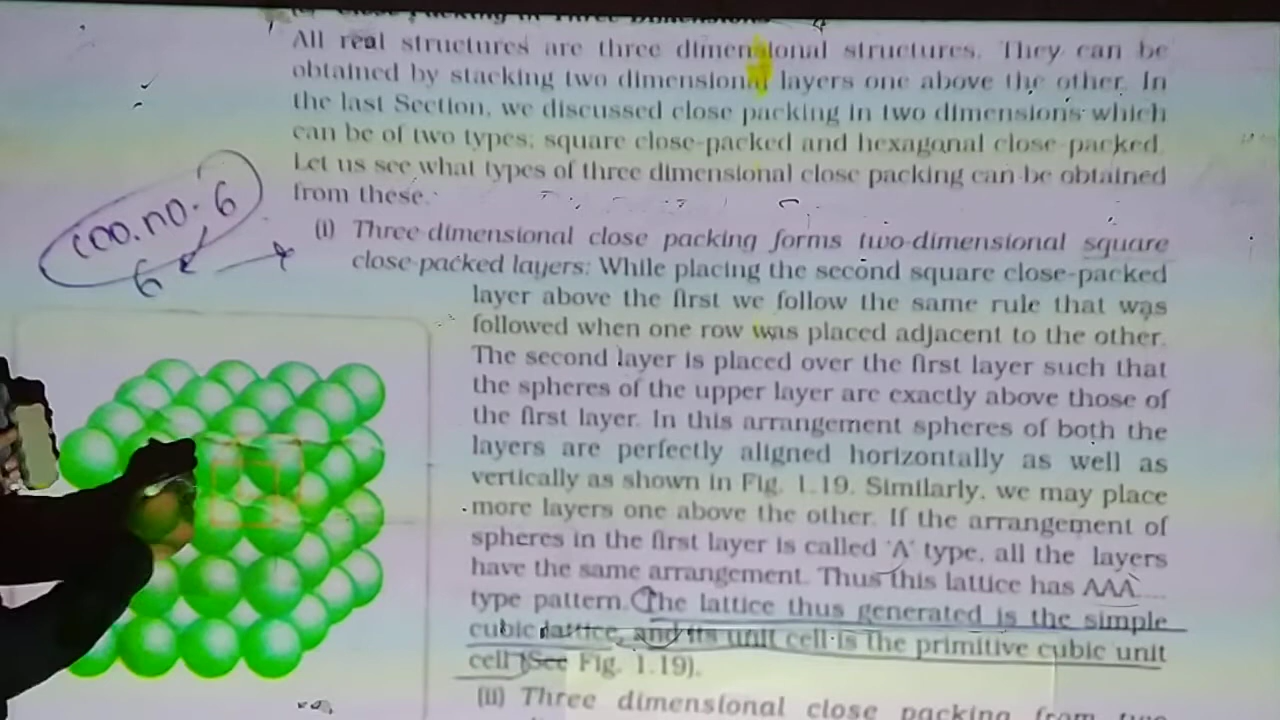 Close Packing in Three Dimensions
All real structures are three dimensional structures. They can be
obtained by stacking two dimensional layers one above the other. In
the last Section, we discussed close packing in two dimensions which
can be of two types; square close-packed and hexagonal close-packed.
Let us see what types of three dimensional close packing can be obtained
from these.
coo.no. 6
6
(i) Three dimensional close packing forms two-dimensional square
close-packed layers: While placing the second square close-packed
layer above the first we follow the same rule that was
followed when one row was placed adjacent to the other.
The second layer is placed over the first layer such that
the spheres of the upper layer are exactly above those of
the first layer. In this arrangement spheres of both the
layers are perfectly aligned horizontally as well as
vertically as shown in Fig. 1.19. Similarly, we may place
more layers one above the other. If the arrangement of
spheres in the first layer is called 'A' type, all the layers
have the same arrangement. Thus this lattice has AAA....
type pattern. The lattice thus generated is the simple
cubic lattice, and its unit cell is the primitive cubic unit
cell (See Fig. 1.19).
(ii) Three dimensional close packing from two